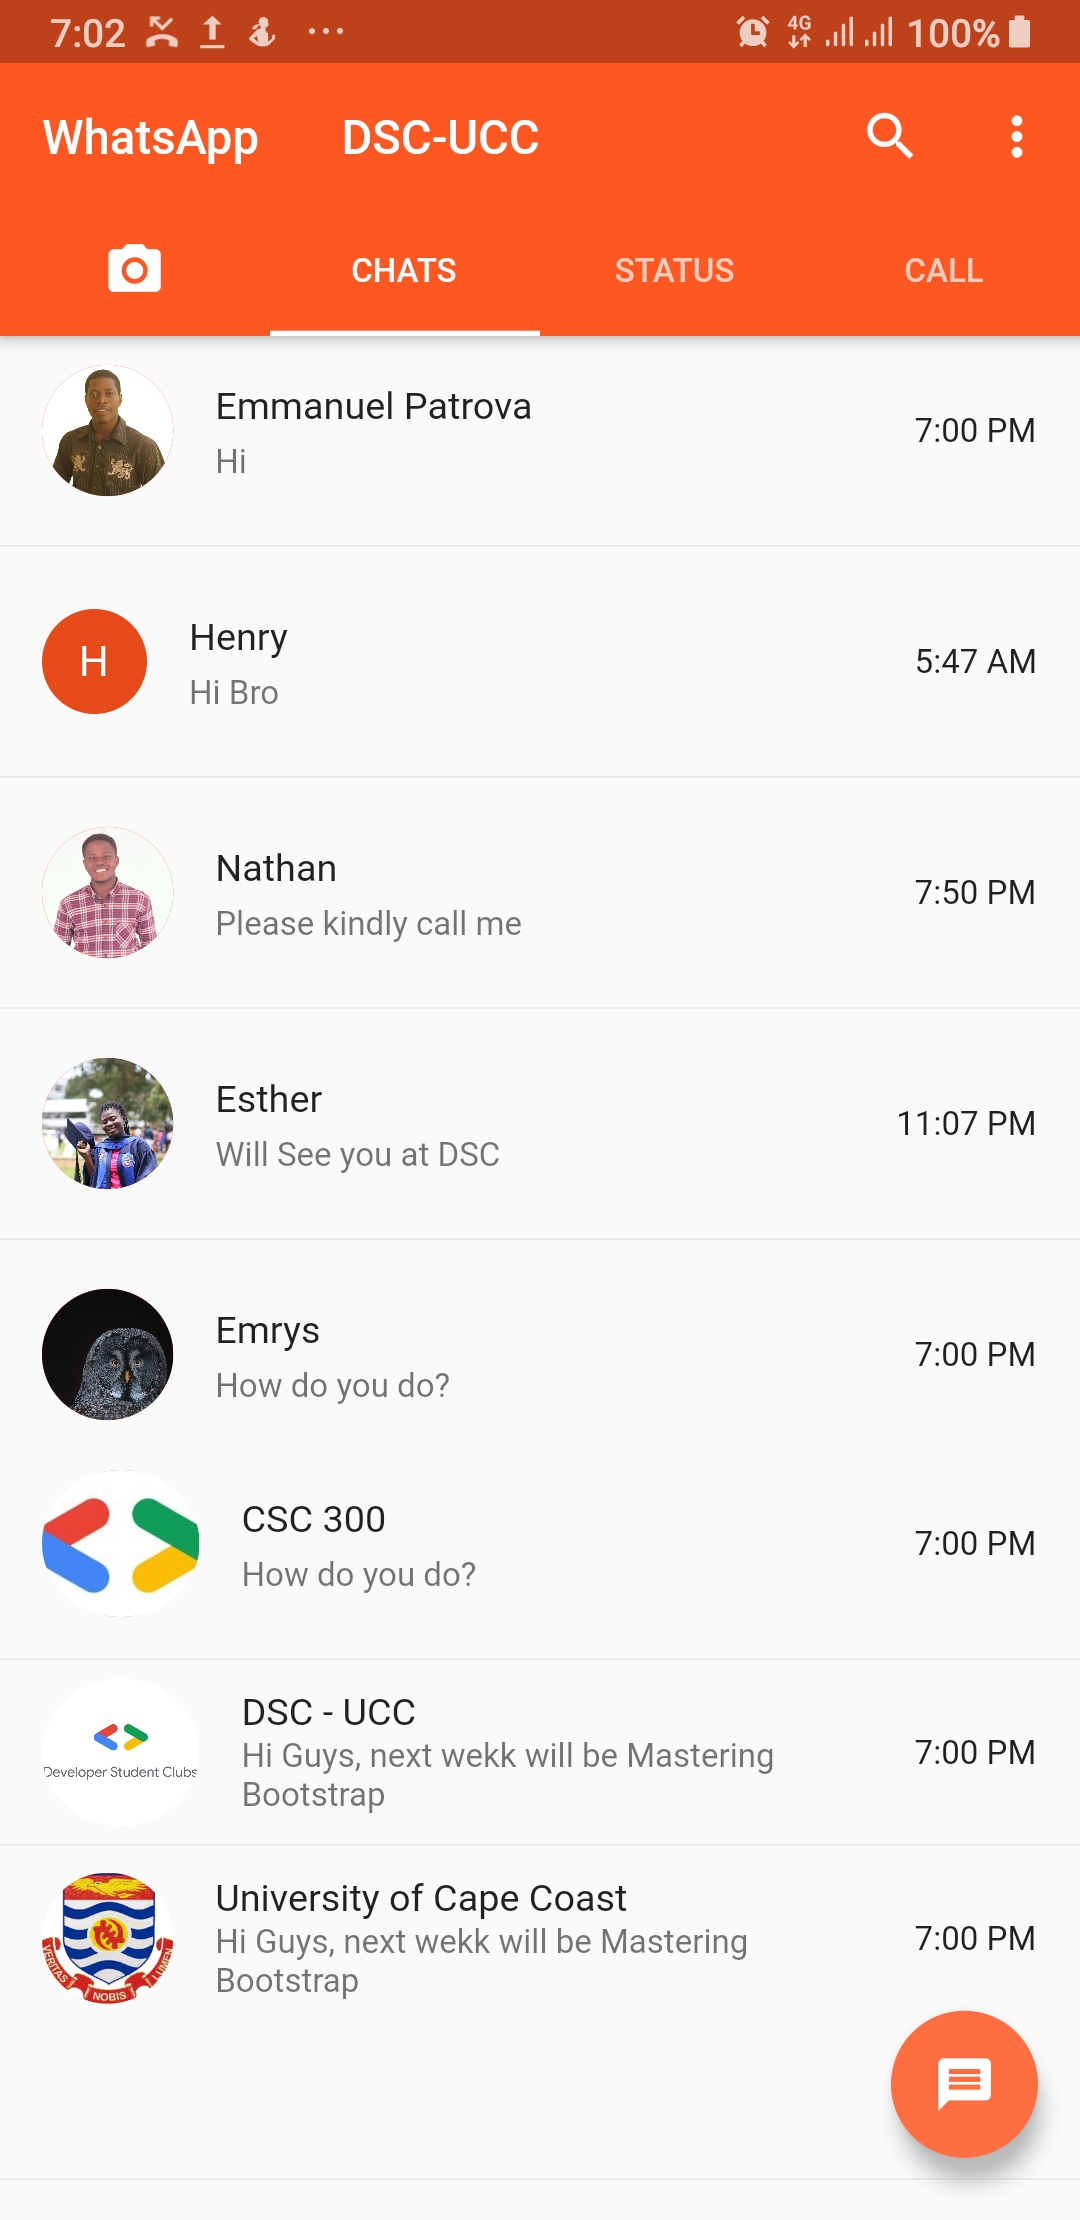 7:02 4G 100%
WhatsApp DSC-UCC
CHATS STATUS CALL
Emmanuel Patrova
7:00 PM
Hi
Henry
H
5:47 AM
Hi Bro
Nathan
7:50 PM
Please kindly call me
Esther
11:07 PM
Will See you at DSC
Emrys
7:00 PM
How do you do?
CSC 300
7:00 PM
How do you do?
DSC - UCC
Hi Guys, next wekk will be Mastering
Bootstrap
7:00 PM
Developer Student Clubs
University of Cape Coast
Hi Guys, next wekk will be Mastering
Bootstrap
7:00 PM
VERITAS NOBIS LUMEN